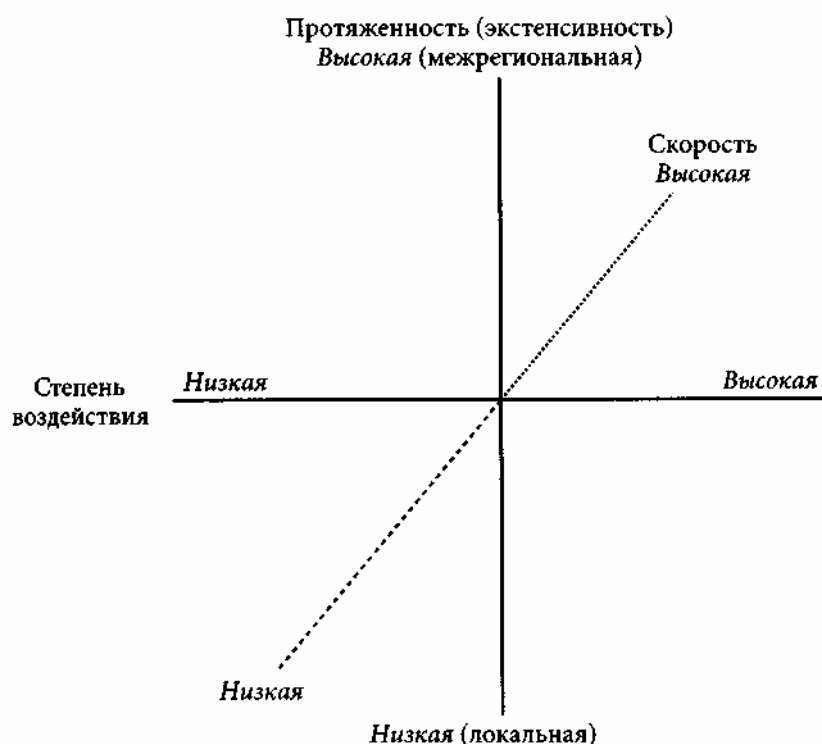 Протяженность (экстенсивность)
Высокая (межрегиональная)
Скорость
Высокая
Степень
воздействия
Низкая
Высокая
Низкая
Низкая (локальная)